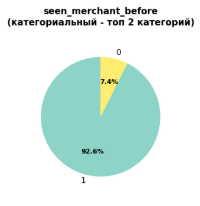 seen_merchant_before
(категориальный - топ 2 категорий)
0
7.4%
92.6%
1